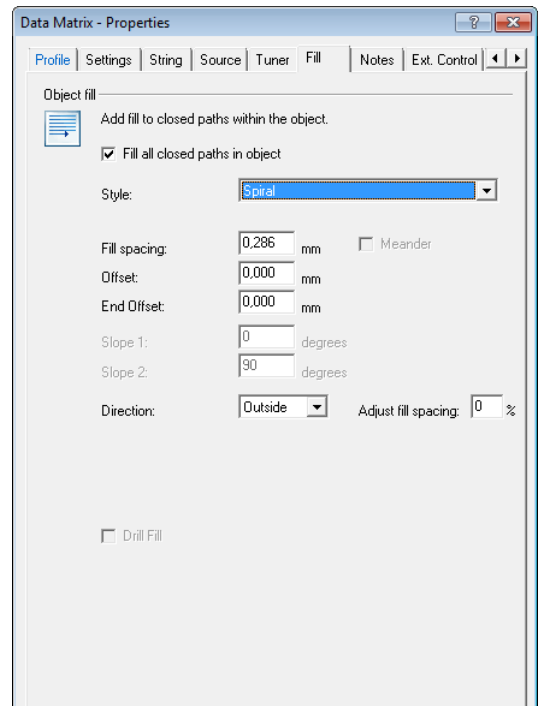 Data Matrix - Properties
Profile Settings String Source Tuner Fill Notes Ext. Control
Object fill
Add fill to closed paths within the object.
Fill all closed paths in object
Style: Spiral
Fill spacing: 0,286 mm Meander
Offset: 0,000 mm
End Offset: 0,000 mm
Slope 1: 0 degrees
Slope 2: 90 degrees
Direction: Outside Adjust fill spacing: 0 %
Drill Fill